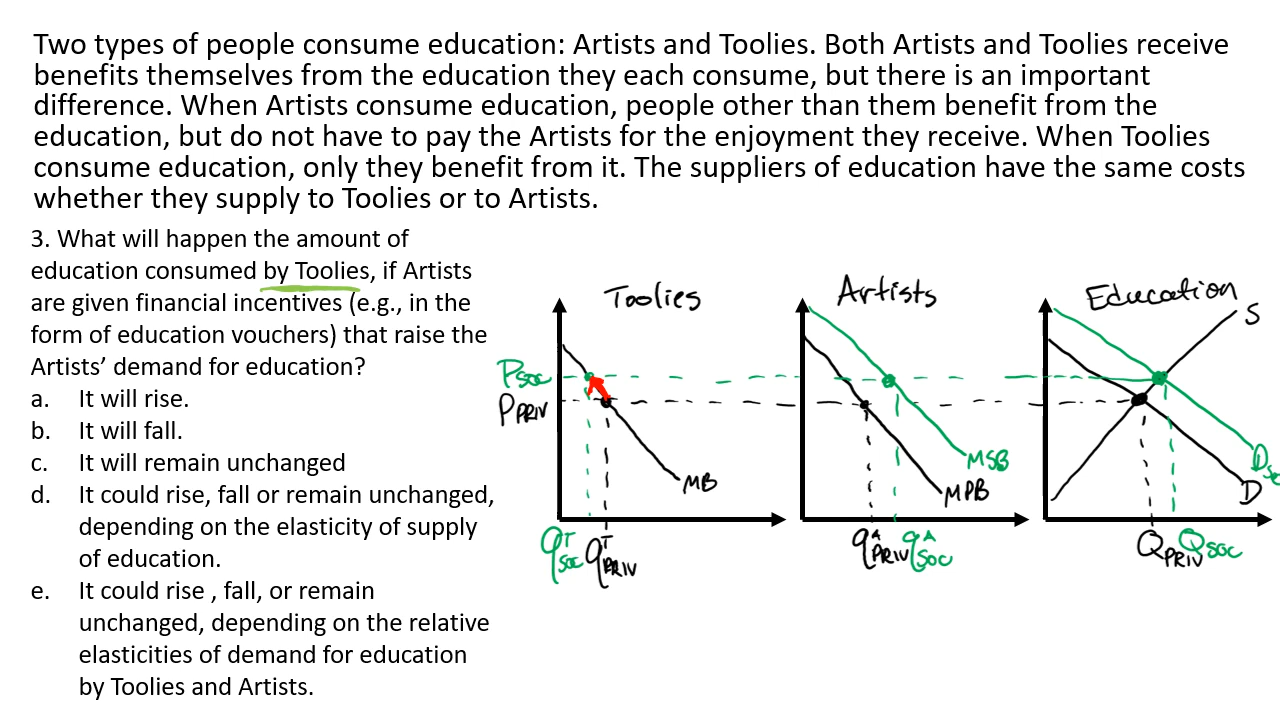 Two types of people consume education: Artists and Toolies. Both Artists and Toolies receive
benefits themselves from the education they each consume, but there is an important
difference. When Artists consume education, people other than them benefit from the
education, but do not have to pay the Artists for the enjoyment they receive. When Toolies
consume education, only they benefit from it. The suppliers of education have the same costs
whether they supply to Toolies or to Artists.
3. What will happen the amount of
education consumed by Toolies, if Artists
are given financial incentives (e.g., in the
form of education vouchers) that raise the
Artists’ demand for education?
a. It will rise.
b. It will fall.
c. It will remain unchanged
d. It could rise, fall or remain unchanged,
depending on the elasticity of supply
of education.
e. It could rise , fall, or remain
unchanged, depending on the relative
elasticities of demand for education
by Toolies and Artists.
Toolies
PSOC
PPRIV
MB
qTSOC qTPRIV
Artists
MSB
MPB
qAPRIV qASOC
Education
S
D
QPRIV QSOC